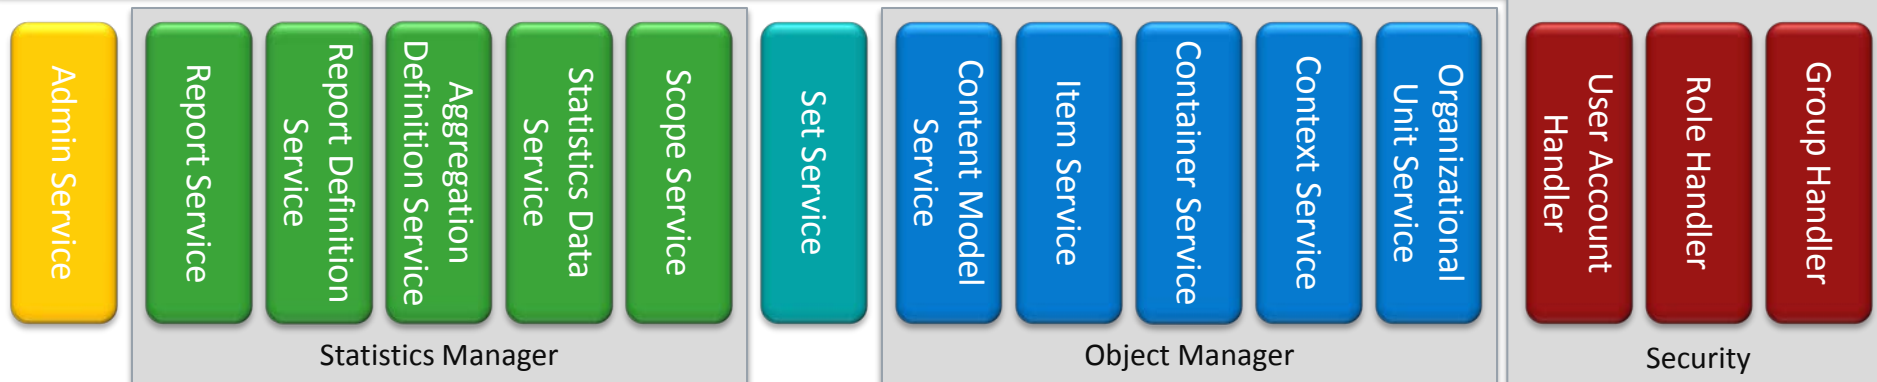 Admin Service
Report Service
Report Definition
Service
Aggregation
Definition Service
Statistics Data
Service
Scope Service
Statistics Manager
Set Service
Content Model
Service
Item Service
Container Service
Context Service
Organizational
Unit Service
Object Manager
User Account
Handler
Role Handler
Group Handler
Security